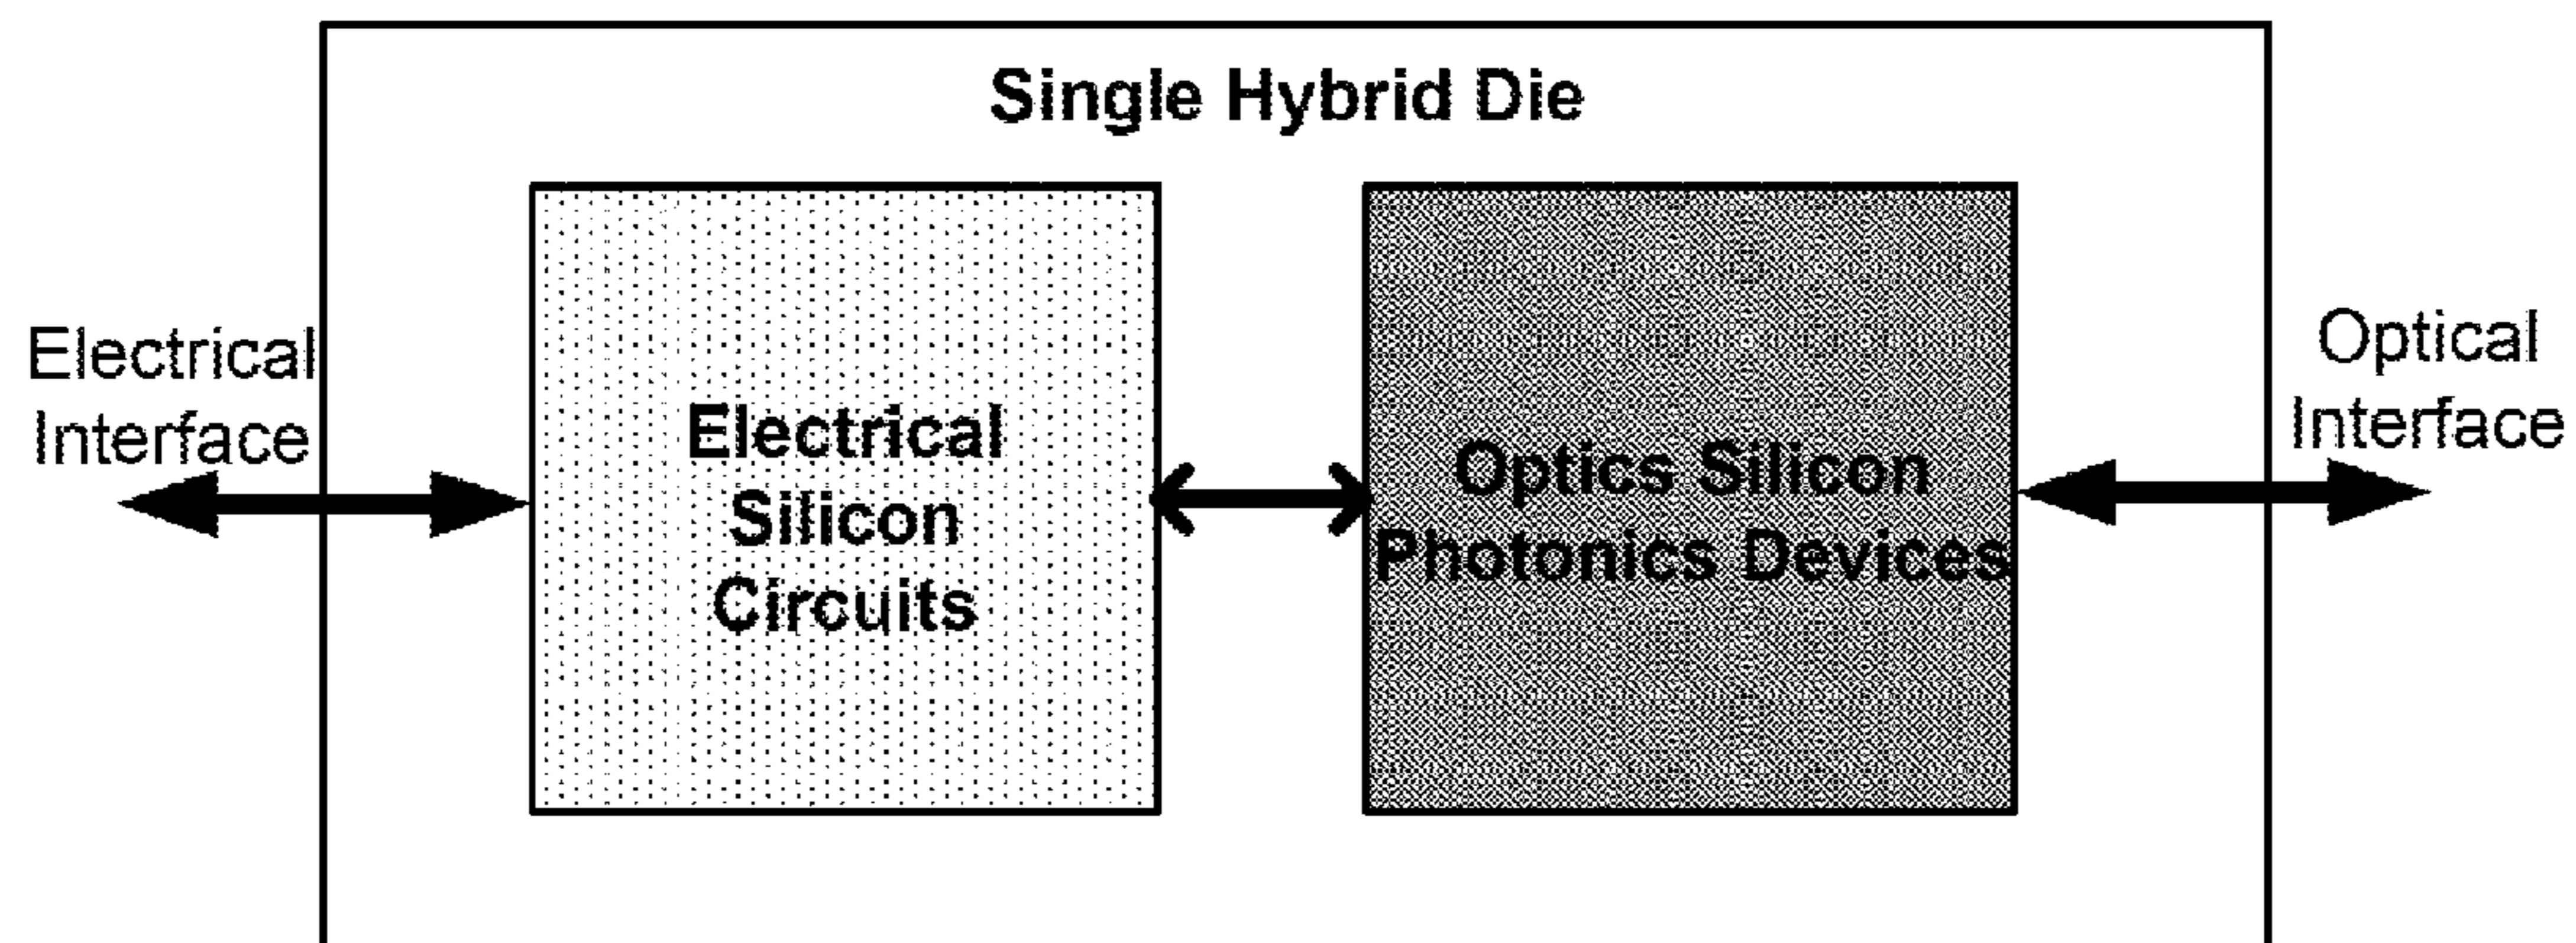 Single Hybrid Die
Electrical
Interface
Electrical
Silicon
Circuits
Optics Silicon
Photonics Devices
Optical
Interface